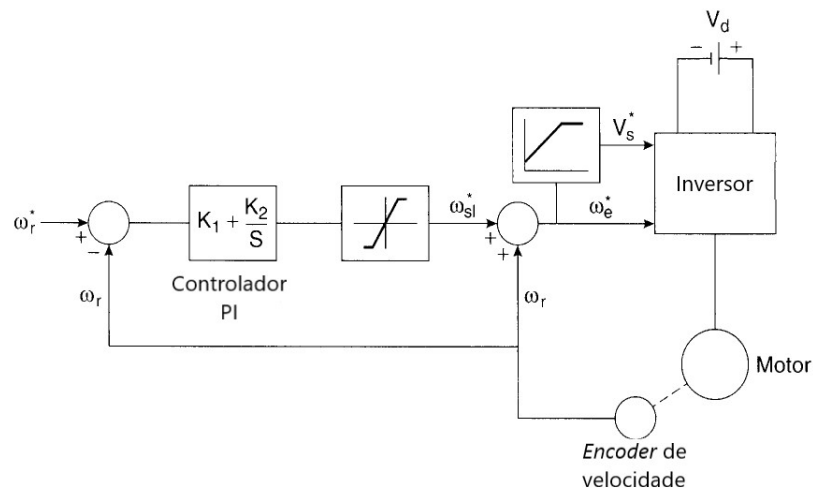 V_d
− +
V_s^*
Inversor
ω_r^*
+
−
K_1 + K_2/S
ω_sl^*
+
+
ω_e^*
ω_r
Controlador
PI
ω_r
Motor
Encoder de
velocidade